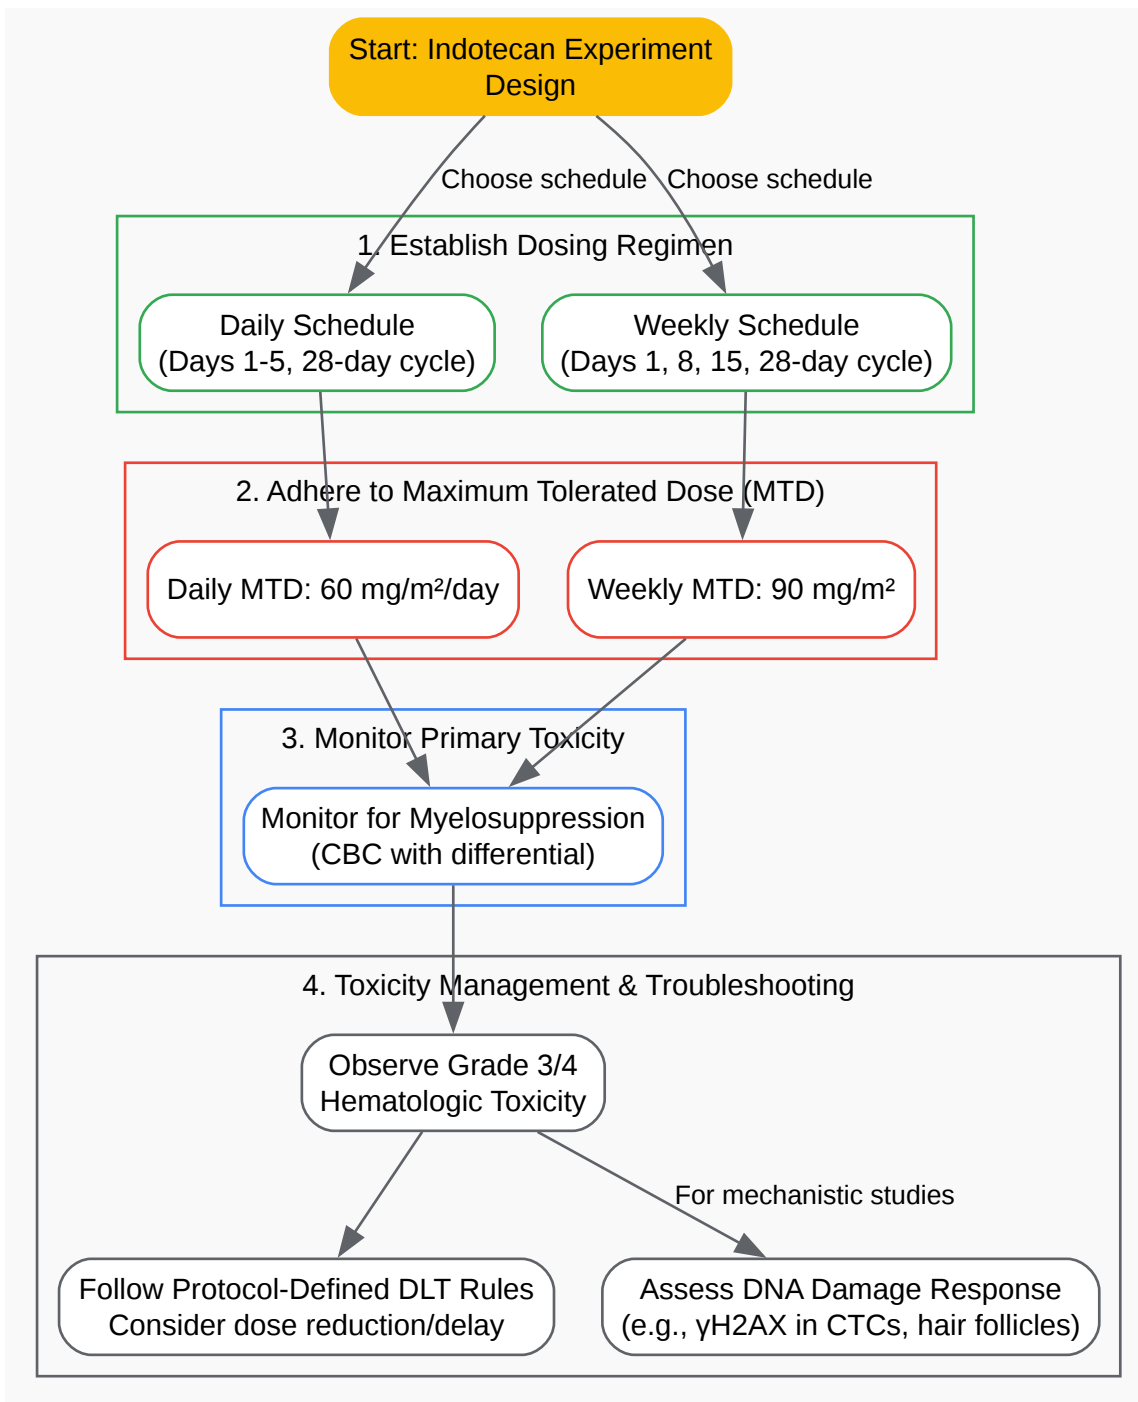 Start: Indotecan Experiment
Design
Choose schedule
Choose schedule
1. Establish Dosing Regimen
Daily Schedule
(Days 1-5, 28-day cycle)
Weekly Schedule
(Days 1, 8, 15, 28-day cycle)
2. Adhere to Maximum Tolerated Dose (MTD)
Daily MTD: 60 mg/m²/day
Weekly MTD: 90 mg/m²
3. Monitor Primary Toxicity
Monitor for Myelosuppression
(CBC with differential)
4. Toxicity Management & Troubleshooting
Observe Grade 3/4
Hematologic Toxicity
For mechanistic studies
Follow Protocol-Defined DLT Rules
Consider dose reduction/delay
Assess DNA Damage Response
(e.g., γH2AX in CTCs, hair follicles)